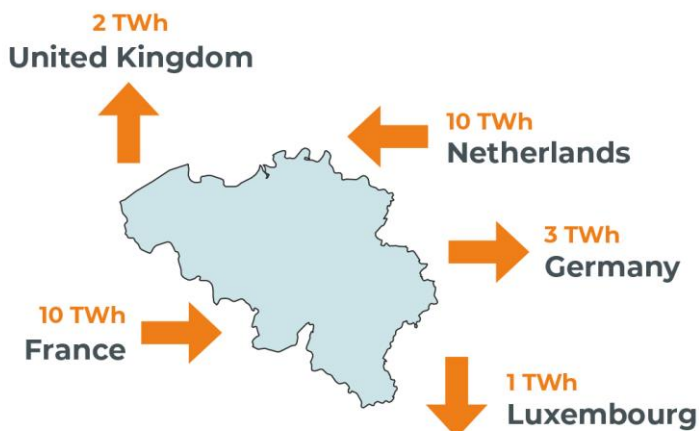 2 TWh
United Kingdom
10 TWh
Netherlands
3 TWh
Germany
10 TWh
France
1 TWh
Luxembourg